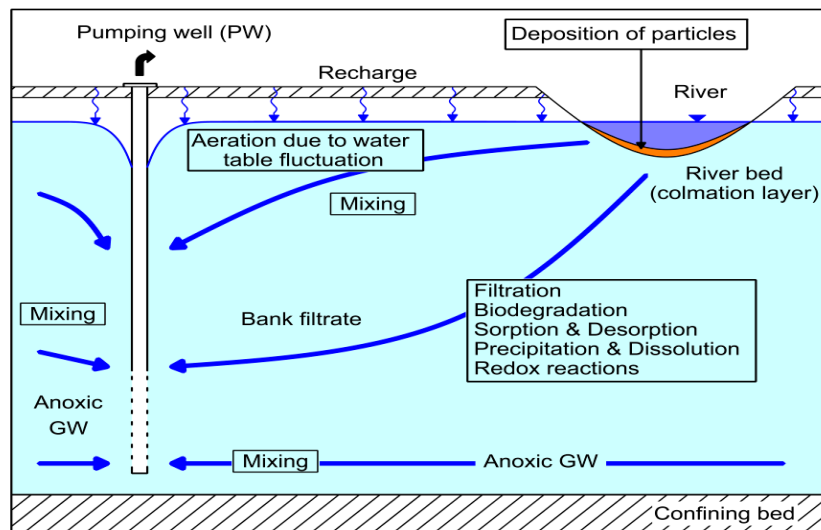 Pumping well (PW)
Deposition of particles
Recharge
River
Aeration due to water
table fluctuation
River bed
(colmation layer)
Mixing
Filtration
Biodegradation
Sorption & Desorption
Precipitation & Dissolution
Redox reactions
Mixing
Bank filtrate
Anoxic
GW
Mixing
Anoxic GW
Confining bed